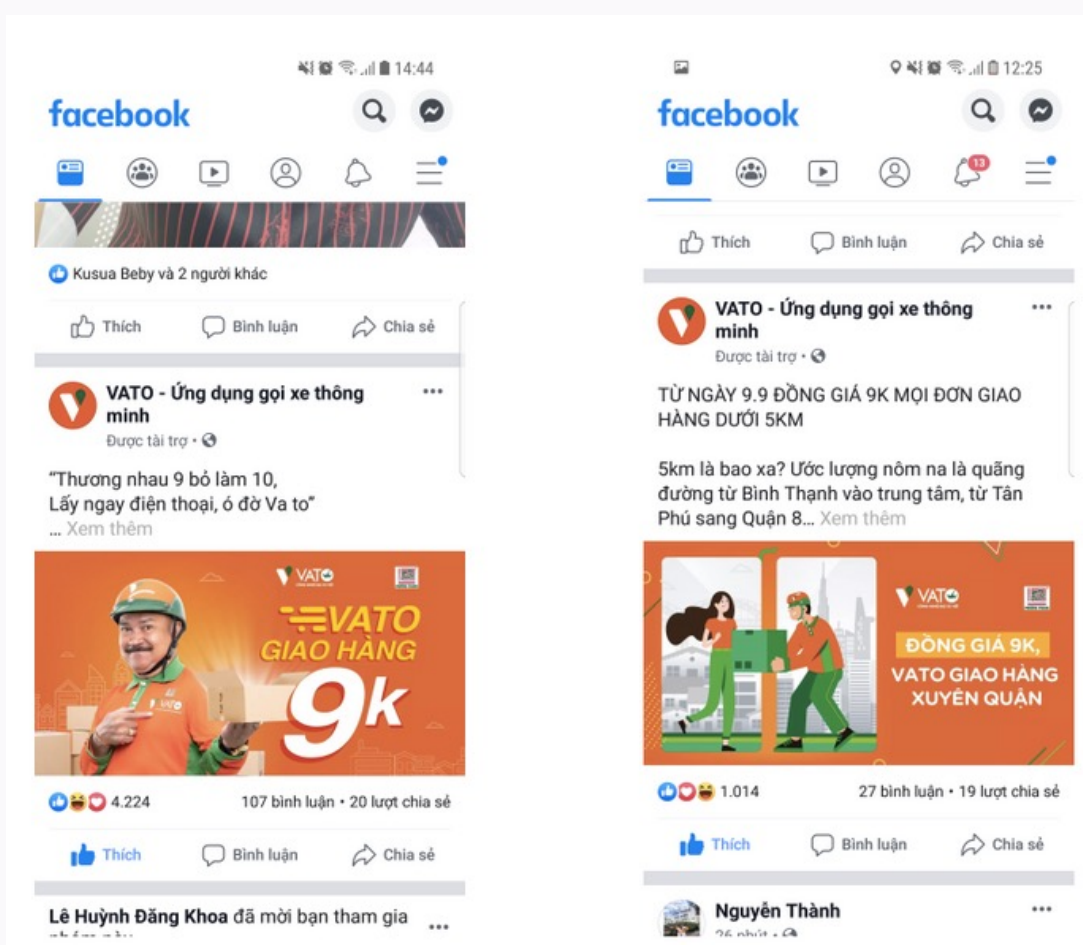 14:44
facebook
Kusua Beby và 2 người khác
Thích Bình luận Chia sẻ
VATO - Ứng dụng gọi xe thông
minh
Được tài trợ
"Thương nhau 9 bỏ làm 10,
Lấy ngay điện thoại, ó đờ Va to"
... Xem thêm
VATO
VATO
GIAO HÀNG
9K
VATO
4.224 107 bình luận • 20 lượt chia sẻ
Thích Bình luận Chia sẻ
Lê Huỳnh Đăng Khoa đã mời bạn tham gia
nhóm này
12:25
facebook
13
Thích Bình luận Chia sẻ
VATO - Ứng dụng gọi xe thông
minh
Được tài trợ
TỪ NGÀY 9.9 ĐỒNG GIÁ 9K MỌI ĐƠN GIAO
HÀNG DƯỚI 5KM
5km là bao xa? Ước lượng nôm na là quãng
đường từ Bình Thạnh vào trung tâm, từ Tân
Phú sang Quận 8... Xem thêm
VATO
ĐỒNG GIÁ 9K,
VATO GIAO HÀNG
XUYÊN QUẬN
1.014 27 bình luận • 19 lượt chia sẻ
Thích Bình luận Chia sẻ
Nguyễn Thành
26 phút